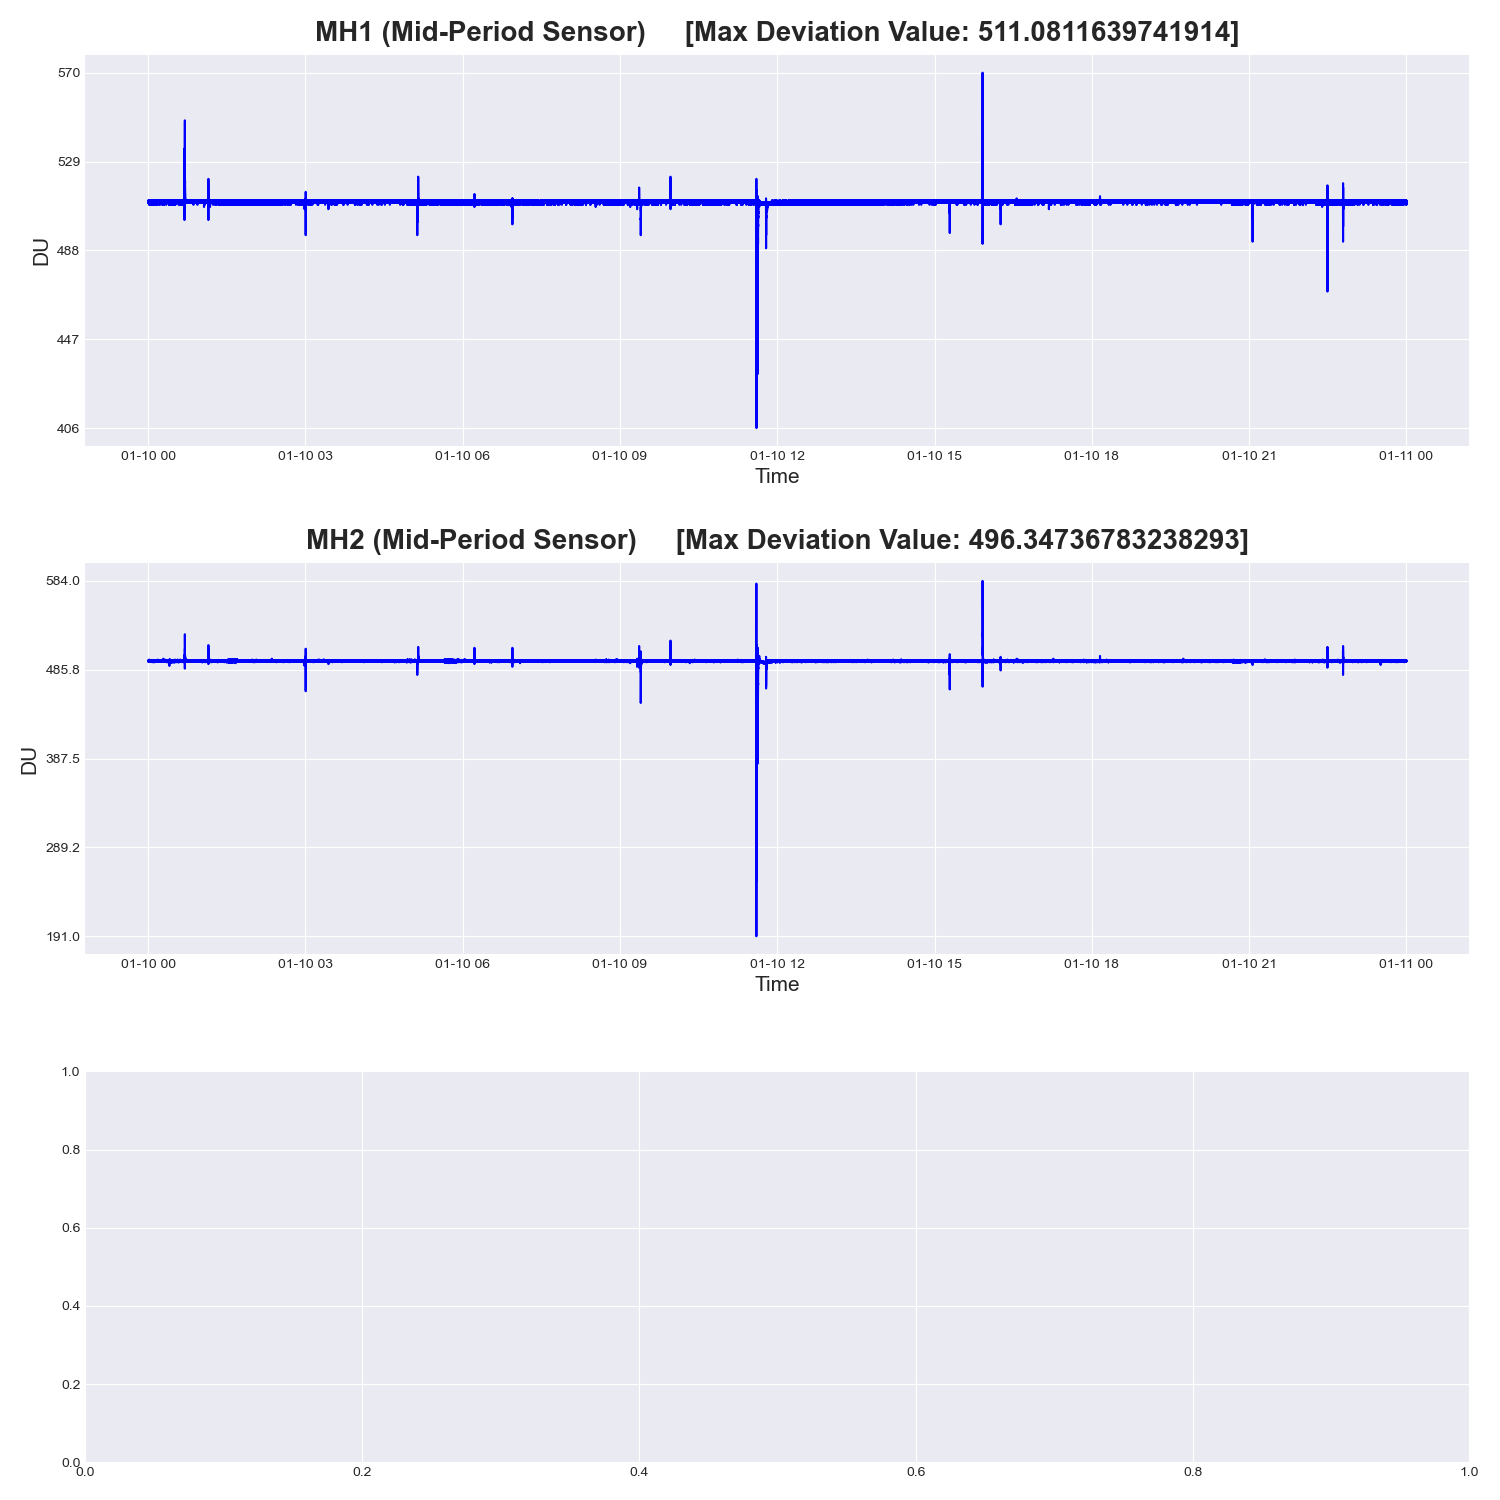 MH1 (Mid-Period Sensor) [Max Deviation Value: 511.0811639741914]
570
529
488
447
406
DU
01-10 00 01-10 03 01-10 06 01-10 09 01-10 12 01-10 15 01-10 18 01-10 21 01-11 00
Time
MH2 (Mid-Period Sensor) [Max Deviation Value: 496.34736783238293]
584.0
485.8
387.5
289.2
191.0
DU
01-10 00 01-10 03 01-10 06 01-10 09 01-10 12 01-10 15 01-10 18 01-10 21 01-11 00
Time
1.0
0.8
0.6
0.4
0.2
0.0
0.0 0.2 0.4 0.6 0.8 1.0